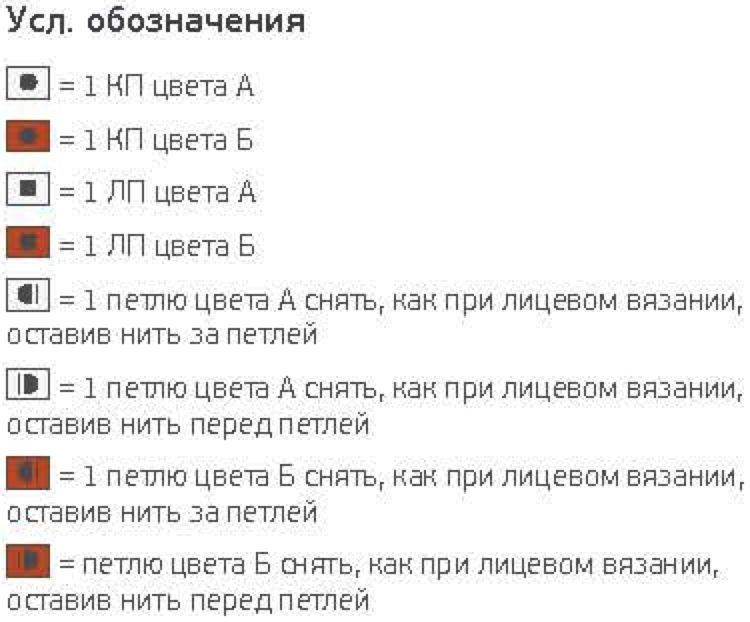 Усл. обозначения
= 1 КП цвета А
= 1 КП цвета Б
= 1 ЛП цвета А
= 1 ЛП цвета Б
= 1 петлю цвета А снять, как при лицевом вязании,
оставив нить за петлей
= 1 петлю цвета А снять, как при лицевом вязании,
оставив нить перед петлей
= 1 петлю цвета Б снять, как при лицевом вязании,
оставив нить за петлей
= петлю цвета Б снять, как при лицевом вязании,
оставив нить перед петлей